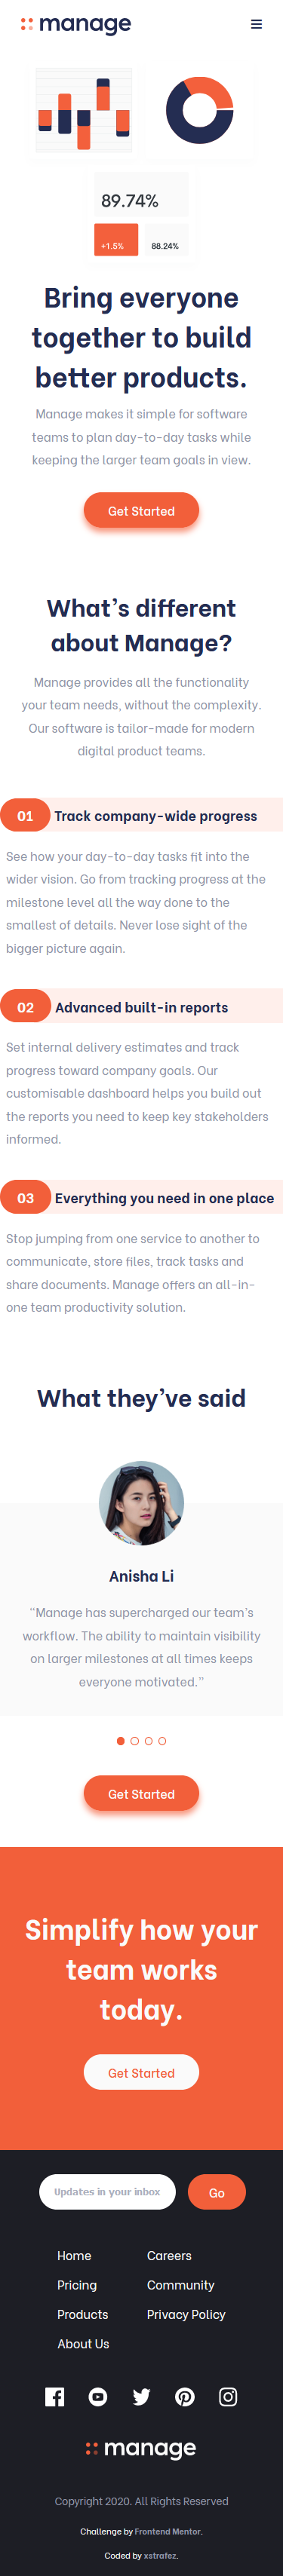 manage
89.74%
+1.5%
88.24%
Bring everyone
together to build
better products.
Manage makes it simple for software
teams to plan day-to-day tasks while
keeping the larger team goals in view.
Get Started
What's different
about Manage?
Manage provides all the functionality
your team needs, without the complexity.
Our software is tailor-made for modern
digital product teams.
01 Track company-wide progress
See how your day-to-day tasks fit into the
wider vision. Go from tracking progress at the
milestone level all the way done to the
smallest of details. Never lose sight of the
bigger picture again.
02 Advanced built-in reports
Set internal delivery estimates and track
progress toward company goals. Our
customisable dashboard helps you build out
the reports you need to keep key stakeholders
informed.
03 Everything you need in one place
Stop jumping from one service to another to
communicate, store files, track tasks and
share documents. Manage offers an all-in-
one team productivity solution.
What they've said
Anisha Li
"Manage has supercharged our team's
workflow. The ability to maintain visibility
on larger milestones at all times keeps
everyone motivated."
Get Started
Simplify how your
team works
today.
Get Started
Updates in your inbox
Go
Home
Pricing
Products
About Us
Careers
Community
Privacy Policy
manage
Copyright 2020. All Rights Reserved
Challenge by Frontend Mentor.
Coded by xstrafez.